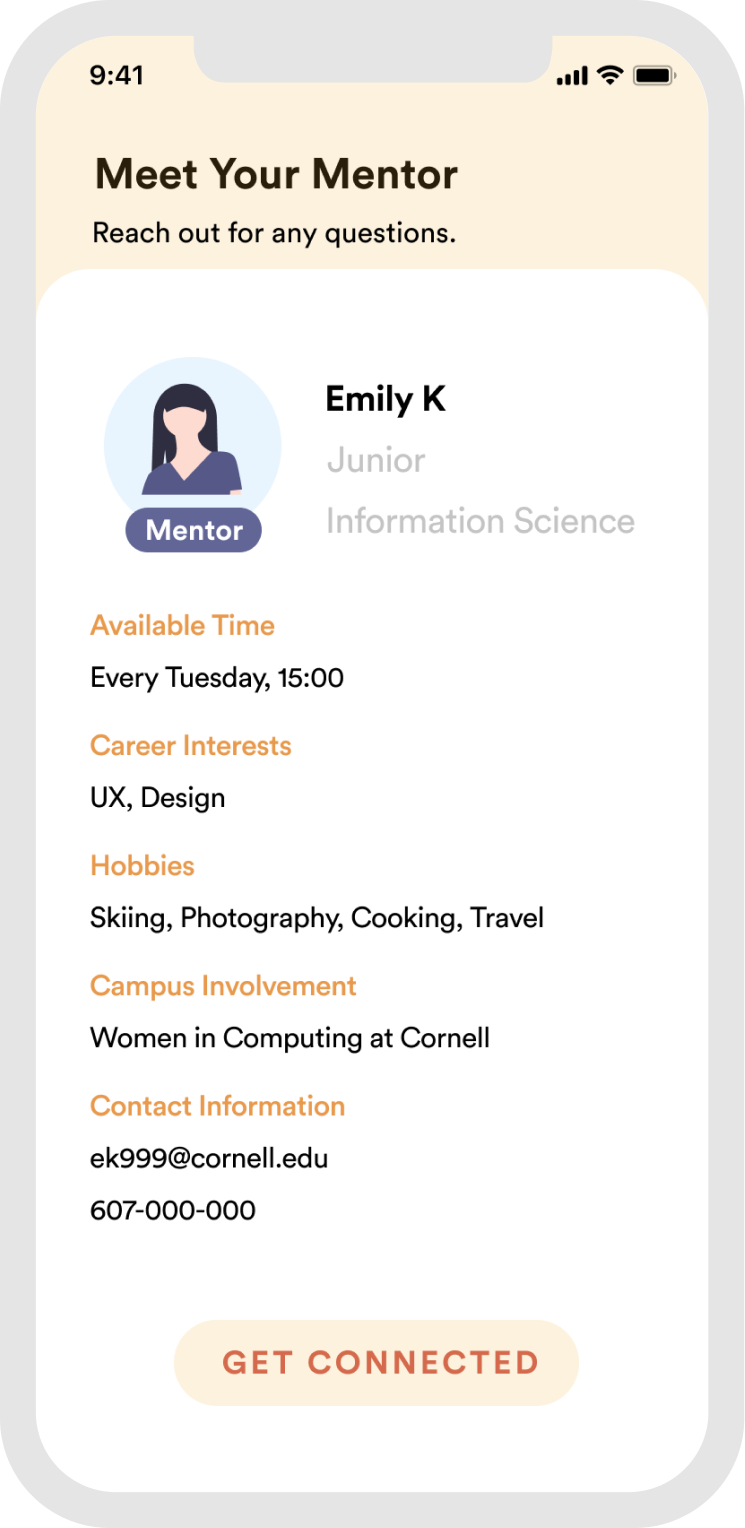 9:41
Meet Your Mentor
Reach out for any questions.
Emily K
Junior
Information Science
Mentor
Available Time
Every Tuesday, 15:00
Career Interests
UX, Design
Hobbies
Skiing, Photography, Cooking, Travel
Campus Involvement
Women in Computing at Cornell
Contact Information
ek999@cornell.edu
607-000-000
GET CONNECTED